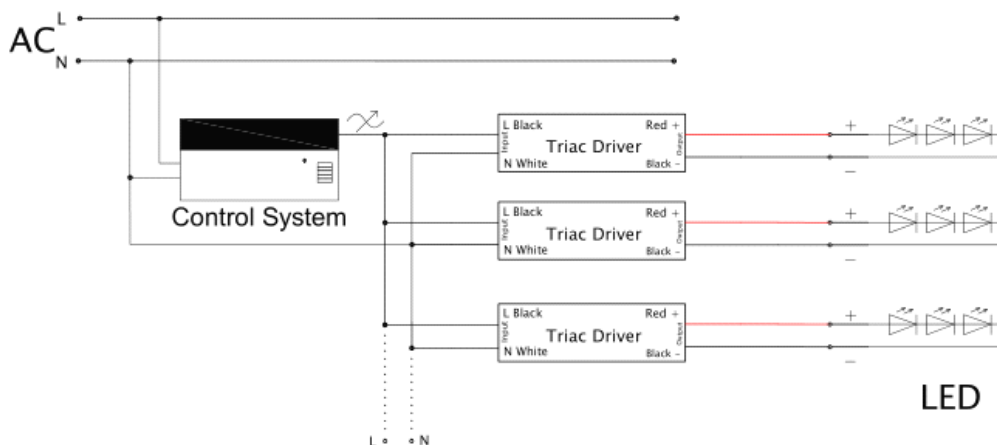 AC
L
N
Control System
L Black
Input
N White
Triac Driver
Red +
Output
Black -
+
−
L Black
Input
N White
Triac Driver
Red +
Output
Black -
+
−
L Black
Input
N White
Triac Driver
Red +
Output
Black -
+
−
LED
L
N